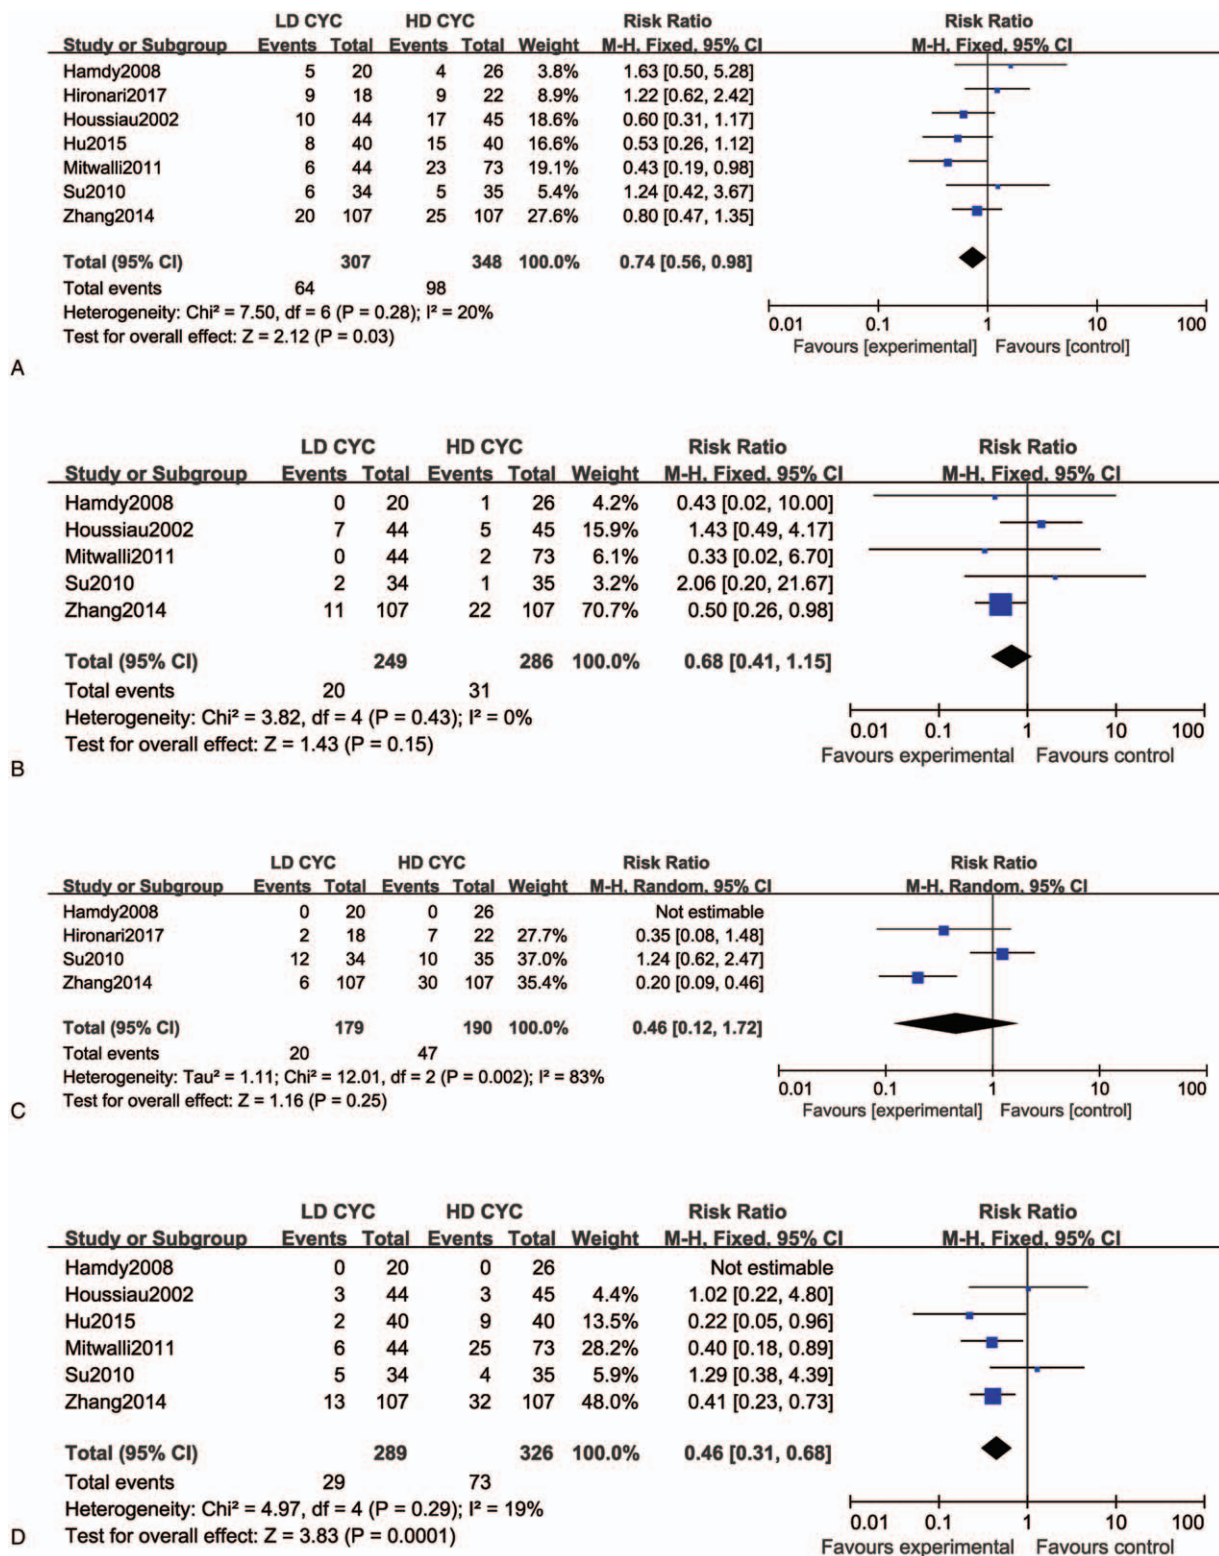 LD CYC HD CYC Risk Ratio Risk Ratio
Study or Subgroup Events Total Events Total Weight M-H, Fixed, 95% CI M-H, Fixed, 95% CI
Hamdy2008 5 20 4 26 3.8% 1.63 [0.50, 5.28]
Hironari2017 9 18 9 22 8.9% 1.22 [0.62, 2.42]
Houssiau2002 10 44 17 45 18.6% 0.60 [0.31, 1.17]
Hu2015 8 40 15 40 16.6% 0.53 [0.26, 1.12]
Mitwalli2011 6 44 23 73 19.1% 0.43 [0.19, 0.98]
Su2010 6 34 5 35 5.4% 1.24 [0.42, 3.67]
Zhang2014 20 107 25 107 27.6% 0.80 [0.47, 1.35]
Total (95% CI) 307 348 100.0% 0.74 [0.56, 0.98]
Total events 64 98
Heterogeneity: Chi² = 7.50, df = 6 (P = 0.28); I² = 20%
Test for overall effect: Z = 2.12 (P = 0.03)
0.01 0.1 1 10 100
Favours [experimental] Favours [control]
A
LD CYC HD CYC Risk Ratio Risk Ratio
Study or Subgroup Events Total Events Total Weight M-H, Fixed, 95% CI M-H, Fixed, 95% CI
Hamdy2008 0 20 1 26 4.2% 0.43 [0.02, 10.00]
Houssiau2002 7 44 5 45 15.9% 1.43 [0.49, 4.17]
Mitwalli2011 0 44 2 73 6.1% 0.33 [0.02, 6.70]
Su2010 2 34 1 35 3.2% 2.06 [0.20, 21.67]
Zhang2014 11 107 22 107 70.7% 0.50 [0.26, 0.98]
Total (95% CI) 249 286 100.0% 0.68 [0.41, 1.15]
Total events 20 31
Heterogeneity: Chi² = 3.82, df = 4 (P = 0.43); I² = 0%
Test for overall effect: Z = 1.43 (P = 0.15)
0.01 0.1 1 10 100
Favours experimental Favours control
B
LD CYC HD CYC Risk Ratio Risk Ratio
Study or Subgroup Events Total Events Total Weight M-H, Random, 95% CI M-H, Random, 95% CI
Hamdy2008 0 20 0 26 Not estimable
Hironari2017 2 18 7 22 27.7% 0.35 [0.08, 1.48]
Su2010 12 34 10 35 37.0% 1.24 [0.62, 2.47]
Zhang2014 6 107 30 107 35.4% 0.20 [0.09, 0.46]
Total (95% CI) 179 190 100.0% 0.46 [0.12, 1.72]
Total events 20 47
Heterogeneity: Tau² = 1.11; Chi² = 12.01, df = 2 (P = 0.002); I² = 83%
Test for overall effect: Z = 1.16 (P = 0.25)
0.01 0.1 1 10 100
Favours [experimental] Favours [control]
C
LD CYC HD CYC Risk Ratio Risk Ratio
Study or Subgroup Events Total Events Total Weight M-H, Fixed, 95% CI M-H, Fixed, 95% CI
Hamdy2008 0 20 0 26 Not estimable
Houssiau2002 3 44 3 45 4.4% 1.02 [0.22, 4.80]
Hu2015 2 40 9 40 13.5% 0.22 [0.05, 0.96]
Mitwalli2011 6 44 25 73 28.2% 0.40 [0.18, 0.89]
Su2010 5 34 4 35 5.9% 1.29 [0.38, 4.39]
Zhang2014 13 107 32 107 48.0% 0.41 [0.23, 0.73]
Total (95% CI) 289 326 100.0% 0.46 [0.31, 0.68]
Total events 29 73
Heterogeneity: Chi² = 4.97, df = 4 (P = 0.29); I² = 19%
Test for overall effect: Z = 3.83 (P = 0.0001)
0.01 0.1 1 10 100
Favours experimental Favours control
D